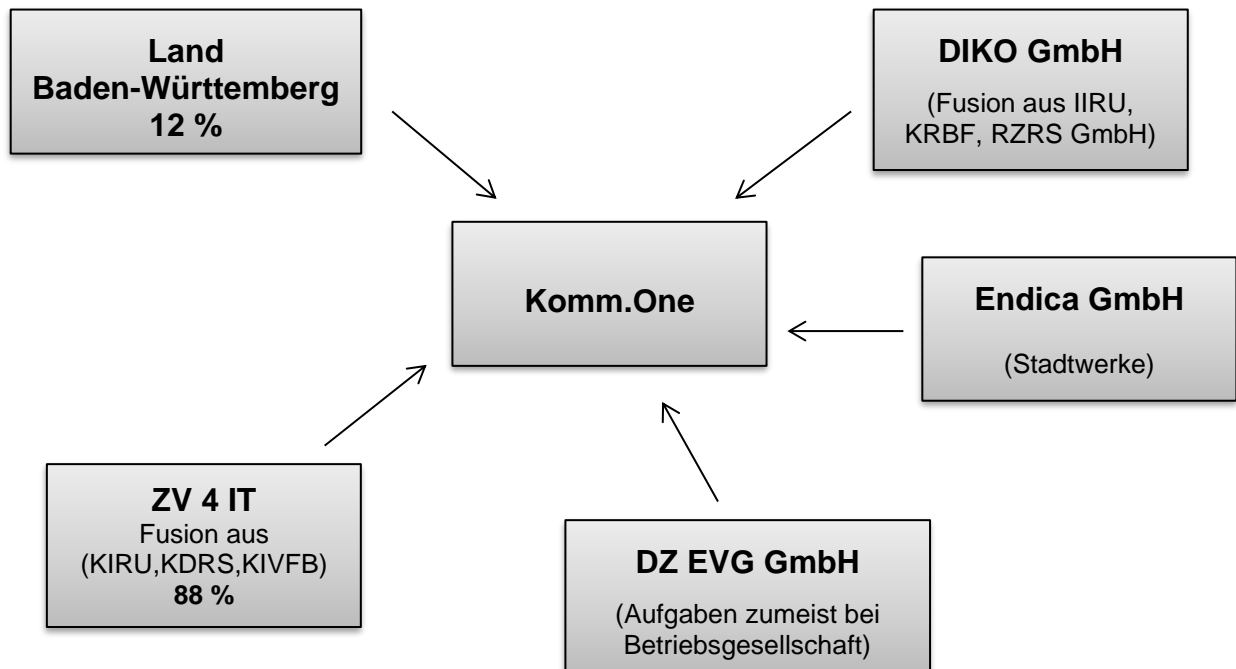 Land
Baden-Württemberg
12 %
DIKO GmbH
(Fusion aus IIRU,
KRBF, RZRS GmbH)
Komm.One
Endica GmbH
(Stadtwerke)
ZV 4 IT
Fusion aus
(KIRU,KDRS,KIVFB)
88 %
DZ EVG GmbH
(Aufgaben zumeist bei
Betriebsgesellschaft)